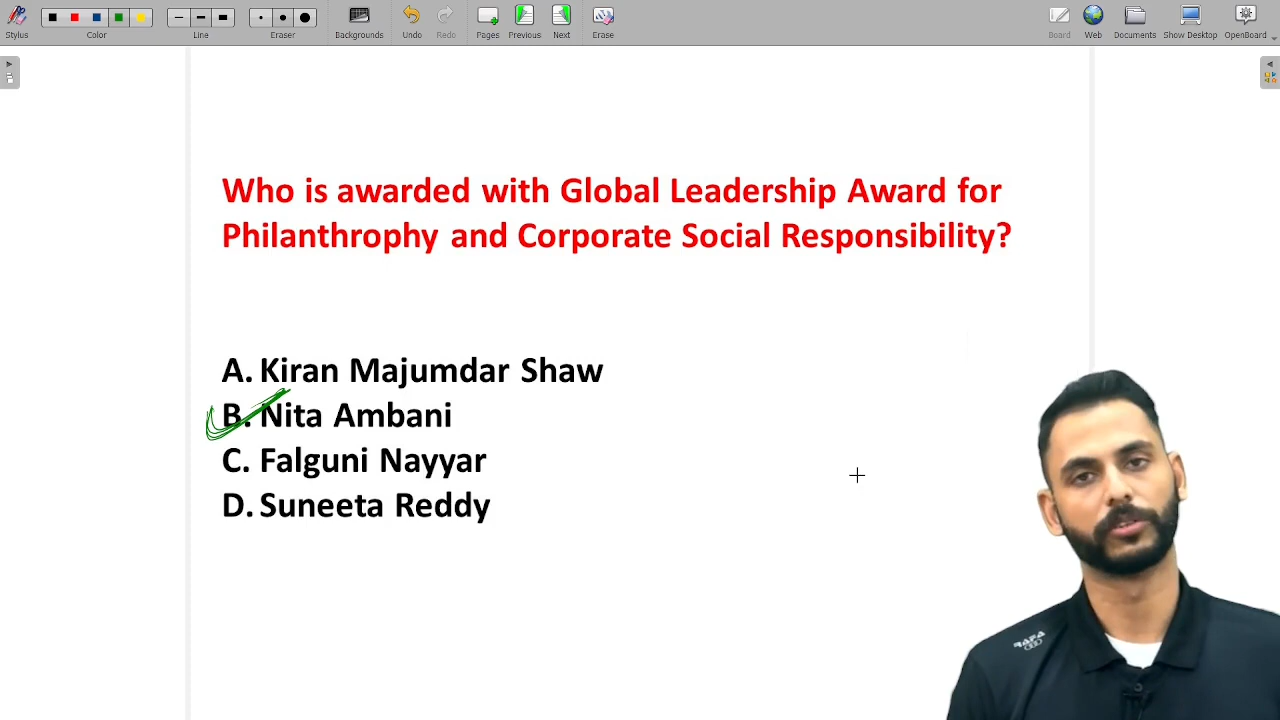 Stylus
Color
Line
Eraser
Backgrounds
Undo
Redo
Pages
Previous
Next
Erase
Board
Web
Documents
Show Desktop
OpenBoard
Who is awarded with Global Leadership Award for
Philanthrophy and Corporate Social Responsibility?
A. Kiran Majumdar Shaw
B. Nita Ambani
C. Falguni Nayyar
D. Suneeta Reddy